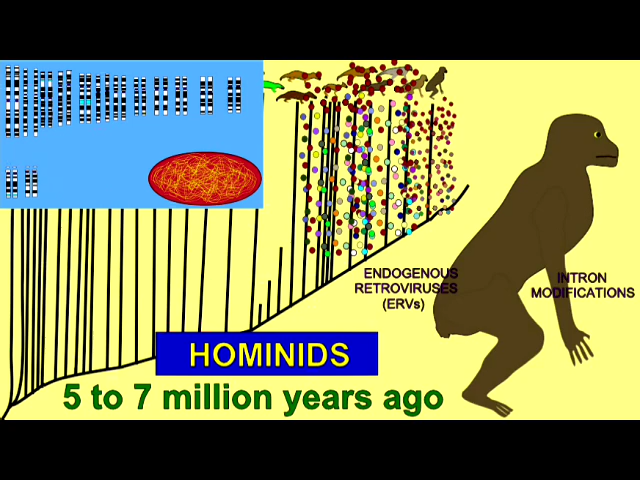 ENDOGENOUS
RETROVIRUSES
(ERVs)
INTRON
MODIFICATIONS
HOMINIDS
5 to 7 million years ago